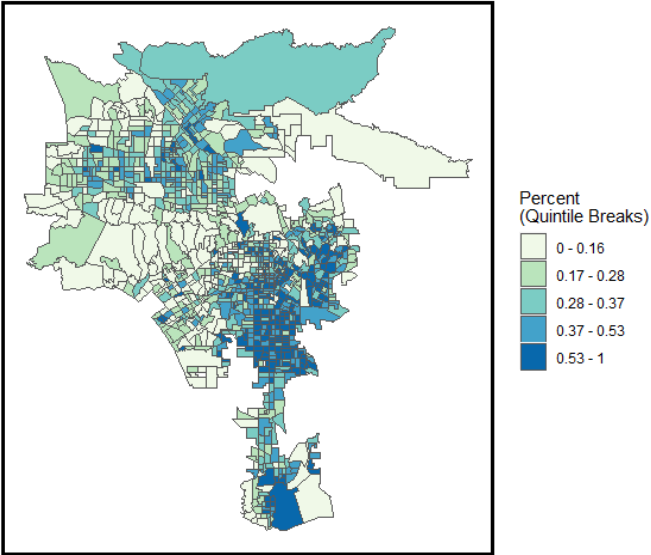 Percent
(Quintile Breaks)
0 - 0.16
0.17 - 0.28
0.28 - 0.37
0.37 - 0.53
0.53 - 1